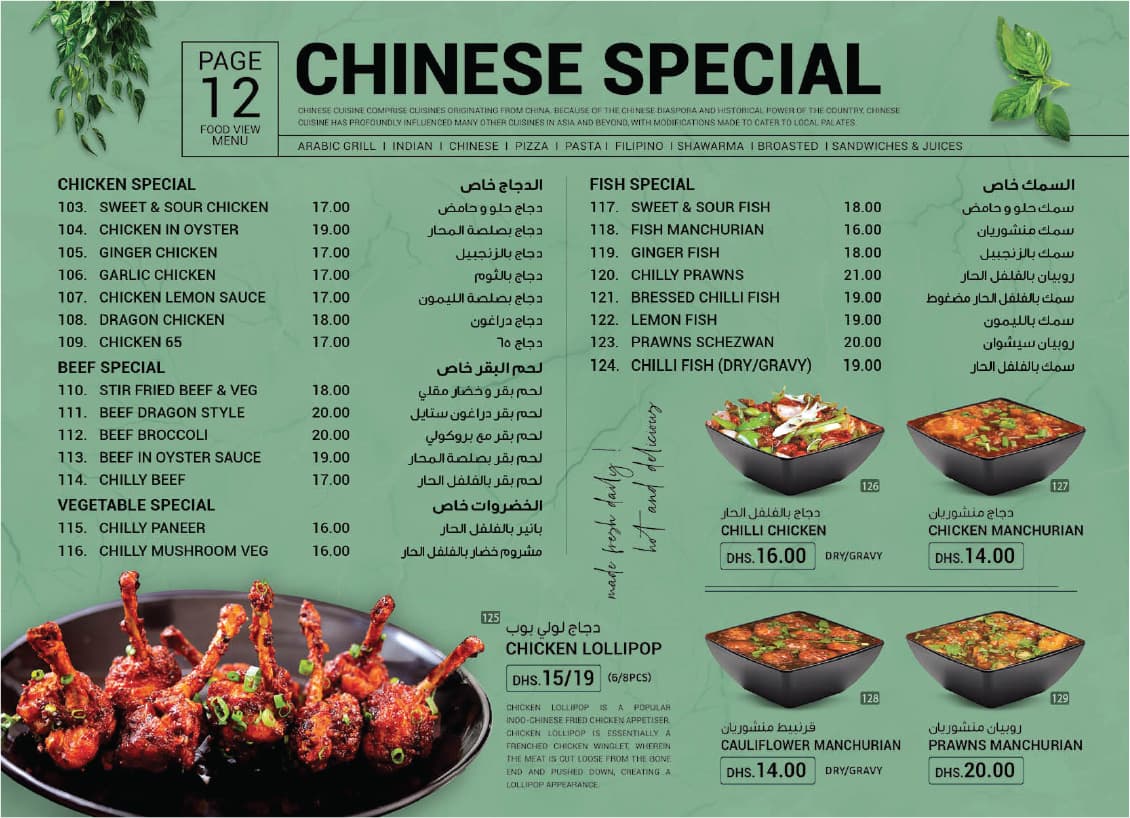 PAGE
12
FOOD VIEW
MENU
CHINESE SPECIAL
CHINESE CUISINE COMPRISE CUISINES ORIGINATING FROM CHINA. BECAUSE OF THE CHINESE DIASPORA AND HISTORICAL POWER OF THE COUNTRY, CHINESE
CUISINE HAS PROFOUNDLY INFLUENCED MANY OTHER CUISINES IN ASIA AND BEYOND, WITH MODIFICATIONS MADE TO CATER TO LOCAL PALATES.
ARABIC GRILL I INDIAN I CHINESE I PIZZA I PASTA I FILIPINO I SHAWARMA I BROASTED I SANDWICHES & JUICES
CHICKEN SPECIAL الدجاج خاص
103. SWEET & SOUR CHICKEN 17.00 دجاج حلو و حامض
104. CHICKEN IN OYSTER 19.00 دجاج بصلصة المحار
105. GINGER CHICKEN 17.00 دجاج بالزنجبيل
106. GARLIC CHICKEN 17.00 دجاج بالثوم
107. CHICKEN LEMON SAUCE 17.00 دجاج بصلصة الليمون
108. DRAGON CHICKEN 18.00 دجاج دراغون
109. CHICKEN 65 17.00 دجاج ٦٥
BEEF SPECIAL لحم البقر خاص
110. STIR FRIED BEEF & VEG 18.00 لحم بقر و خضار مقلي
111. BEEF DRAGON STYLE 20.00 لحم بقر دراغون ستايل
112. BEEF BROCCOLI 20.00 لحم بقر مع بروكولي
113. BEEF IN OYSTER SAUCE 19.00 لحم بقر بصلصة المحار
114. CHILLY BEEF 17.00 لحم بقر بالفلفل الحار
VEGETABLE SPECIAL الخضروات خاص
115. CHILLY PANEER 16.00 بانير بالفلفل الحار
116. CHILLY MUSHROOM VEG 16.00 مشروم خضار بالفلفل الحار
FISH SPECIAL السمك خاص
117. SWEET & SOUR FISH 18.00 سمك حلو و حامض
118. FISH MANCHURIAN 16.00 سمك منشوريان
119. GINGER FISH 18.00 سمك بالزنجبيل
120. CHILLY PRAWNS 21.00 روبيان بالفلفل الحار
121. BRESSED CHILLI FISH 19.00 سمك بالفلفل الحار مضغوط
122. LEMON FISH 19.00 سمك بالليمون
123. PRAWNS SCHEZWAN 20.00 روبيان سيشوان
124. CHILLI FISH (DRY/GRAVY) 19.00 سمك بالفلفل الحار
made fresh daily !
hot and delicious
126
دجاج بالفلفل الحار
CHILLI CHICKEN
DHS.16.00 DRY/GRAVY
127
دجاج منشوريان
CHICKEN MANCHURIAN
DHS.14.00
125
دجاج لولي بوب
CHICKEN LOLLIPOP
DHS.15/19 (6/8PCS)
CHICKEN LOLLIPOP IS A POPULAR
INOO-CHINESE FRIED CHICKEN APPETISER.
CHICKEN LOLLIPOP IS ESSENTIALLY A
FRENCHED CHICKEN WINGLET, WHEREIN
THE MEAT IS CUT LOOSE FROM THE BONE
END AND PUSHED DOWN, CREATING A
LOLLIPOP APPEARANCE.
128
قرنبيط منشوريان
CAULIFLOWER MANCHURIAN
DHS.14.00 DRY/GRAVY
129
روبيان منشوريان
PRAWNS MANCHURIAN
DHS.20.00